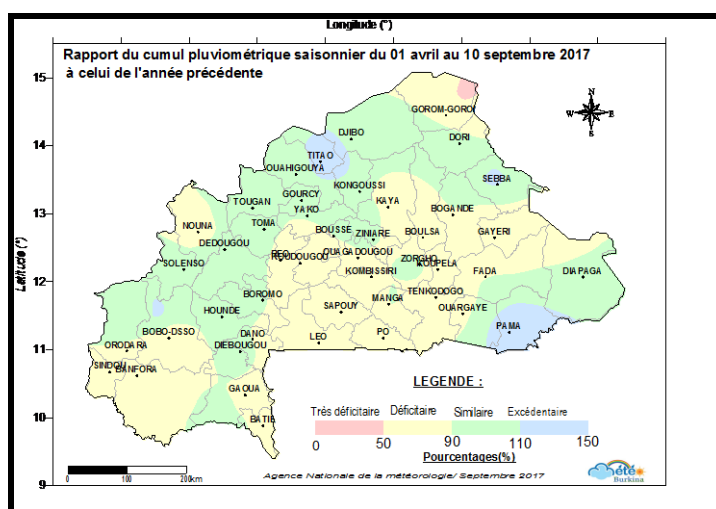 Longitude (°)
Rapport du cumul pluviométrique saisonnier du 01 avril au 10 septembre 2017
à celui de l'année précédente
15
14
13
12
11
10
9
Latitude (°)
N
W E
S
GOROM-GOROM
DJIBO
DORI
TITAO
OUAHIGOUYA
SEBBA
KONGOUSSI
GOURCY
TOUGAN
KAYA
YAKO
BOGANDE
TOMA
NOUNA
BOUSSE
ZINIARE
BOULSA
GAYERI
DEDOUGOU
OUAGADOUGOU
REO
KOUDOUGOU
ZORGHO
KOUPELA
SOLENSO
KOMBISSIRI
FADA
DIAPAGA
BOROMO
MANGA
TENKODOGO
HOUNDE
SAPOUY
OUARGAYE
BOBO-DSSO
DANO
LEO
PO
PAMA
ORODARA
DIEBOUGOU
SINDOU
BANFORA
GAOUA
BATIE
LEGENDE :
Trés déficitaire Déficitaire Similaire Excédentaire
0 50 90 110 150
Pourcentages(%)
0 100 200km
Agence Nationale de la météorologie/ Septembre 2017
été
Burkina